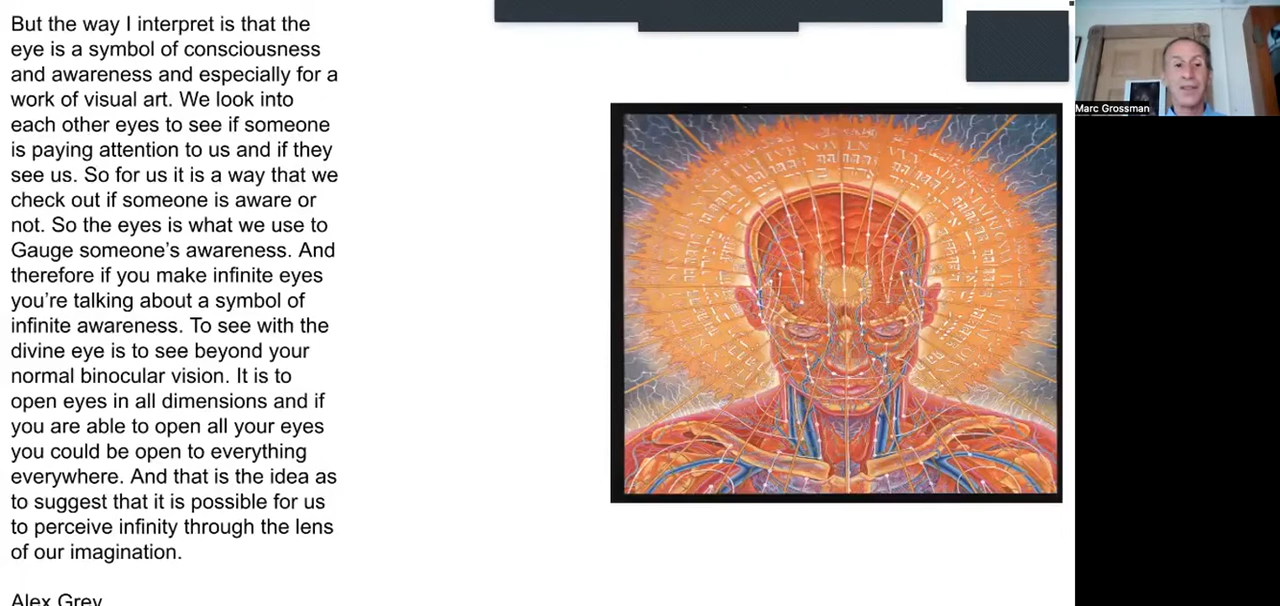 But the way I interpret is that the
eye is a symbol of consciousness
and awareness and especially for a
work of visual art. We look into
each other eyes to see if someone
is paying attention to us and if they
see us. So for us it is a way that we
check out if someone is aware or
not. So the eyes is what we use to
Gauge someone's awareness. And
therefore if you make infinite eyes
you're talking about a symbol of
infinite awareness. To see with the
divine eye is to see beyond your
normal binocular vision. It is to
open eyes in all dimensions and if
you are able to open all your eyes
you could be open to everything
everywhere. And that is the idea as
to suggest that it is possible for us
to perceive infinity through the lens
of our imagination.
Alex Grey
Marc Grossman